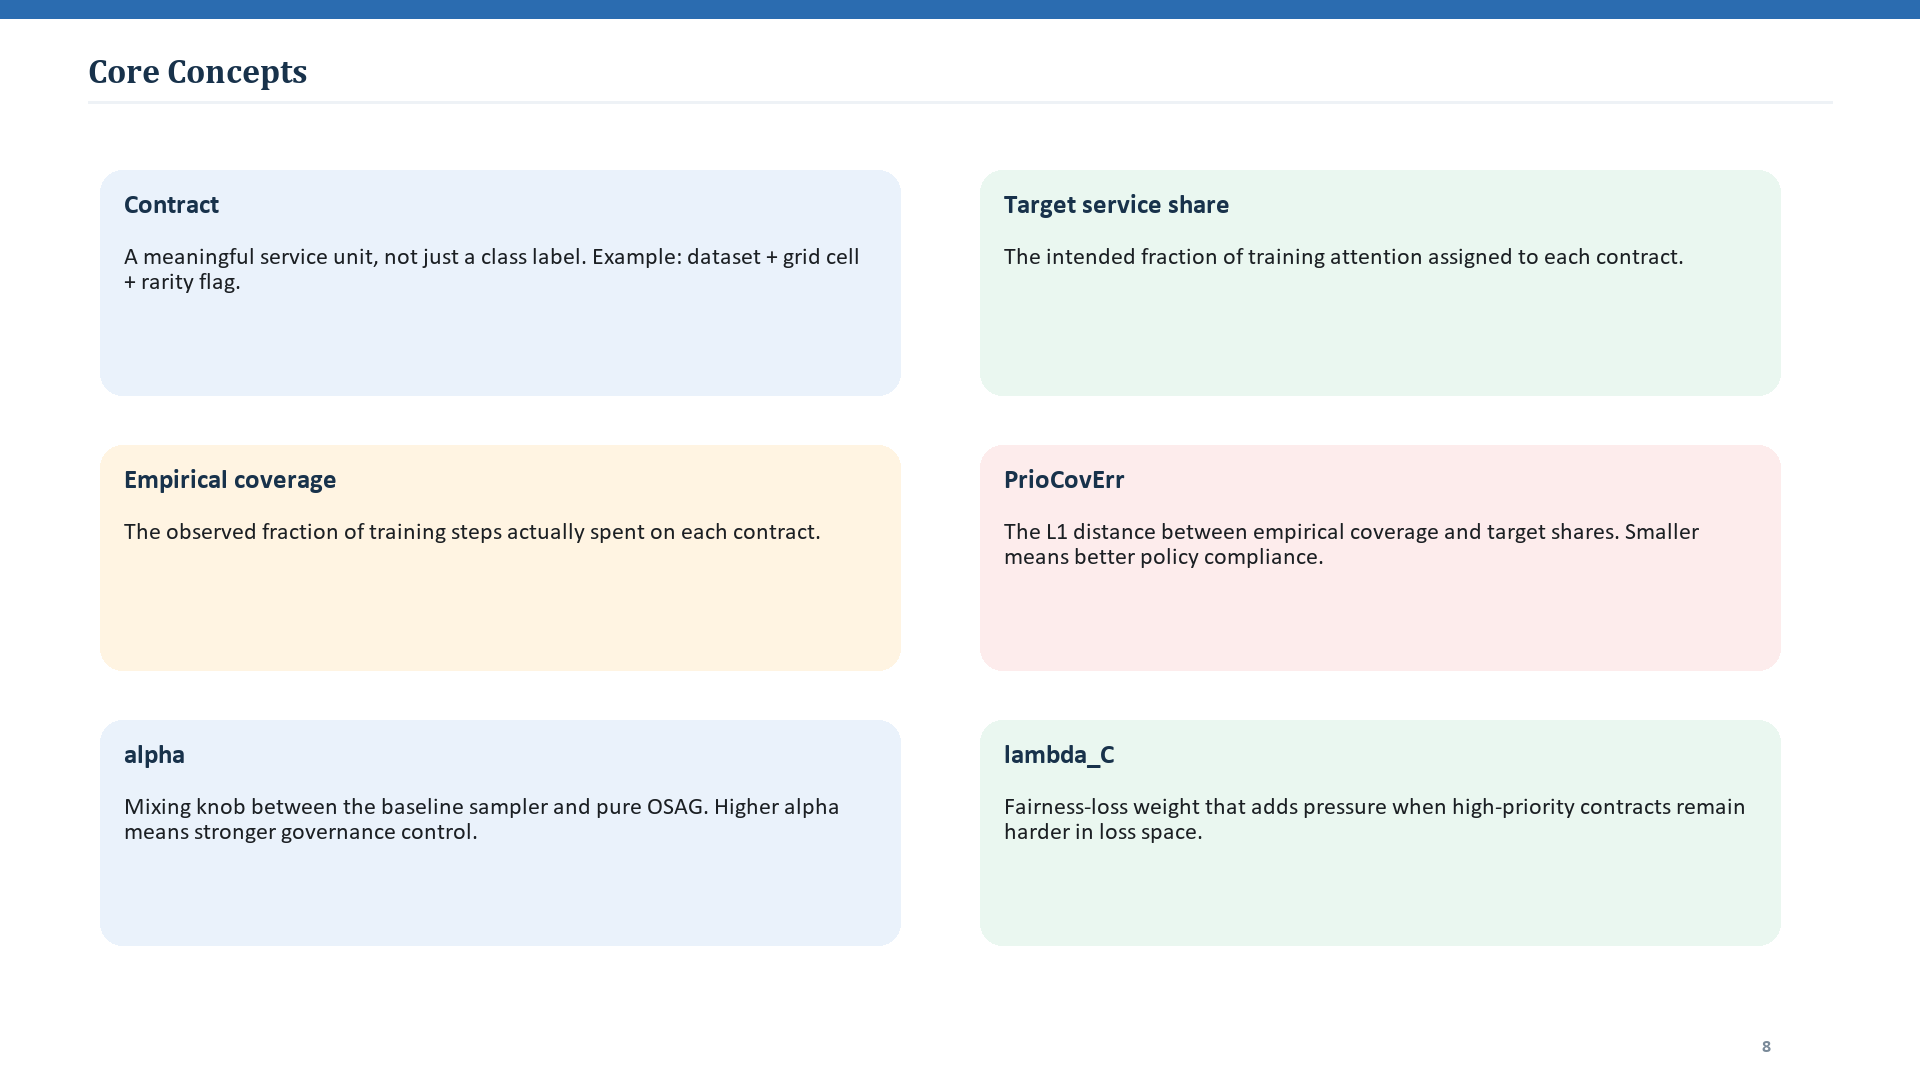 Core Concepts
Contract
A meaningful service unit, not just a class label. Example: dataset + grid cell
+ rarity flag.
Target service share
The intended fraction of training attention assigned to each contract.
Empirical coverage
The observed fraction of training steps actually spent on each contract.
PrioCovErr
The L1 distance between empirical coverage and target shares. Smaller
means better policy compliance.
alpha
Mixing knob between the baseline sampler and pure OSAG. Higher alpha
means stronger governance control.
lambda_C
Fairness-loss weight that adds pressure when high-priority contracts remain
harder in loss space.
8